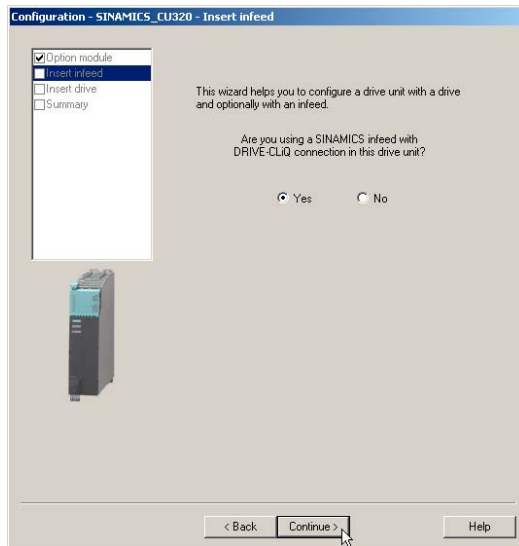 Configuration - SINAMICS_CU320 - Insert infeed
Option module
Insert infeed
Insert drive
Summary
This wizard helps you to configure a drive unit with a drive
and optionally with an infeed.
Are you using a SINAMICS infeed with
DRIVE-CLiQ connection in this drive unit?
Yes No
< Back Continue > Help